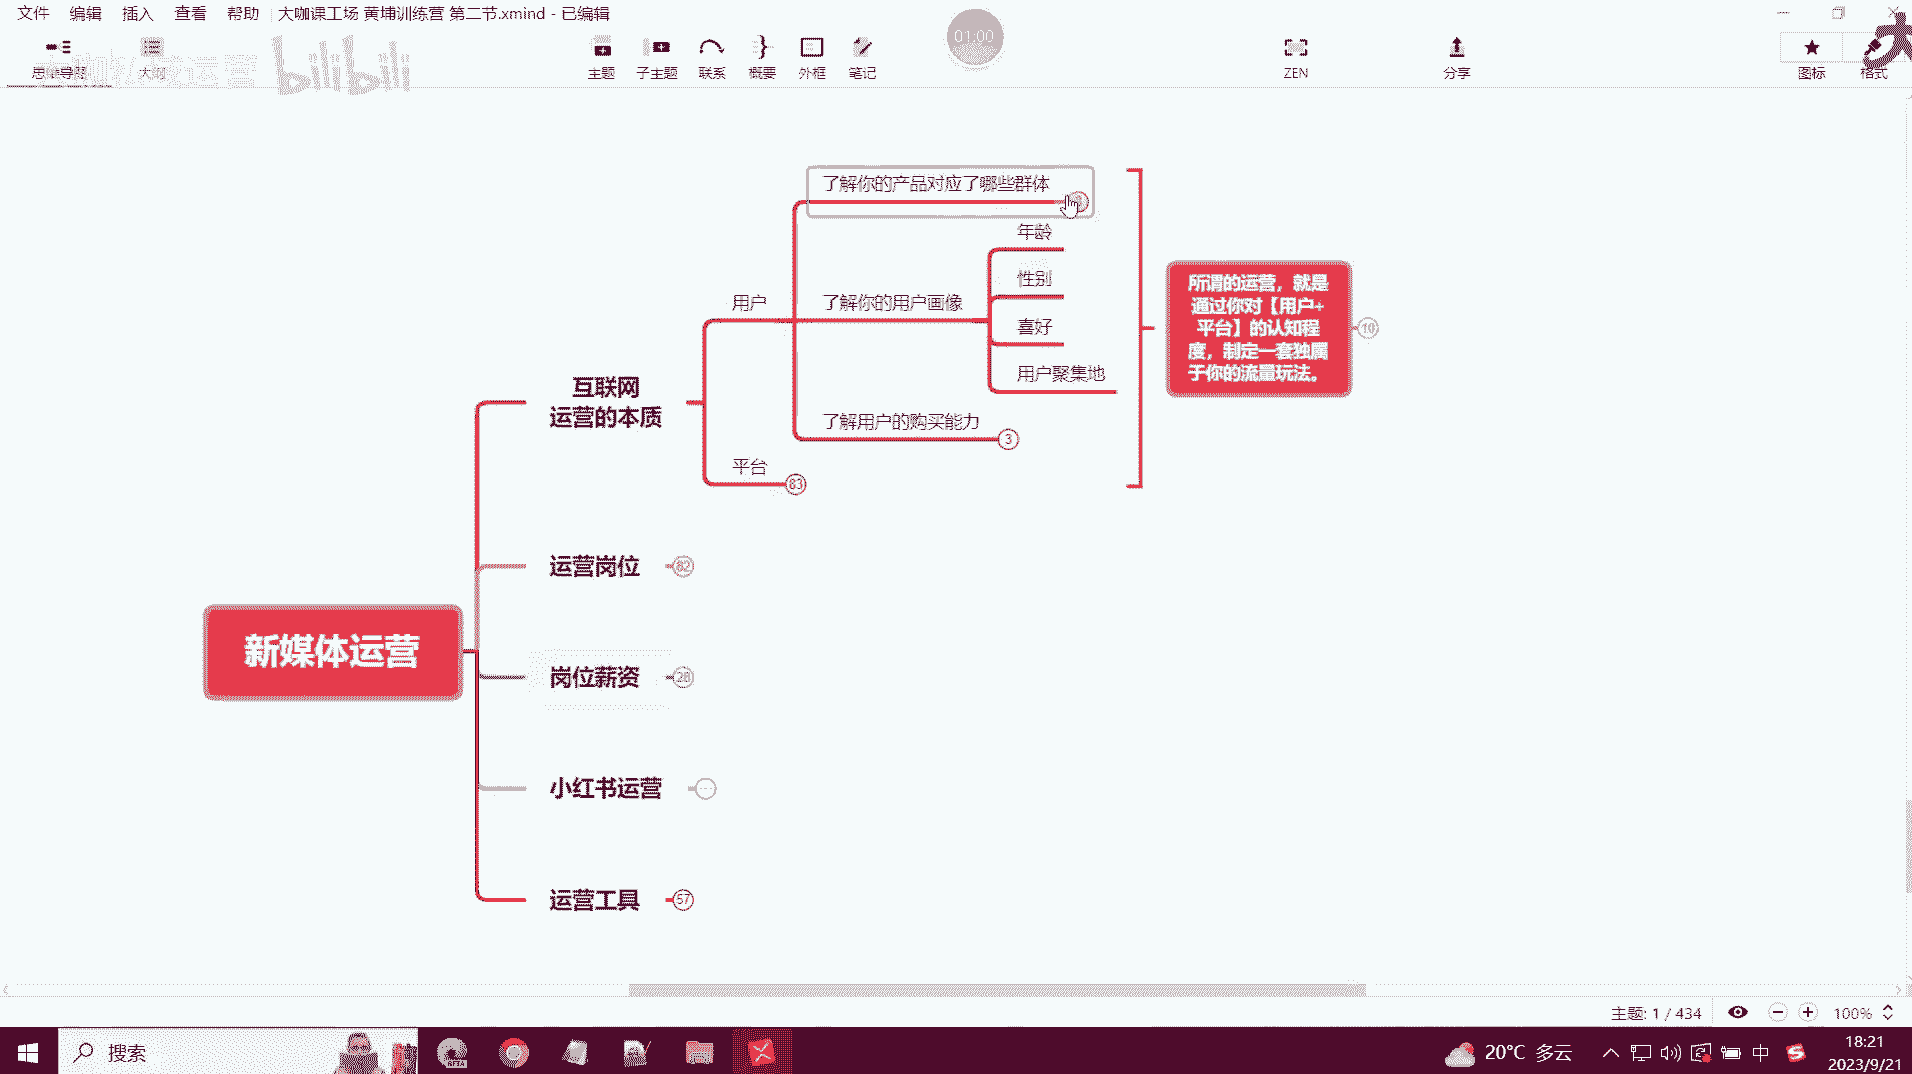 文件 编辑 插入 查看 帮助 大咖课工场 黄埔训练营 第二节.xmind - 已编辑
思维导图 大纲 主题 子主题 联系 概要 外框 笔记 01:00 ZEN 分享 图标 格式
bilibili
了解你的产品对应了哪些群体
年龄
性别
用户 了解你的用户画像
喜好
用户聚集地
了解用户的购买能力 3
平台 83
所谓的运营，就是
通过你对【用户+
平台】的认知程
度，制定一套独属
于你的流量玩法。
10
互联网
运营的本质
运营岗位 82
新媒体运营
岗位薪资 28
小红书运营
运营工具 57
主题: 1 / 434 100%
搜索 20°C 多云 中 18:21
2023/9/21